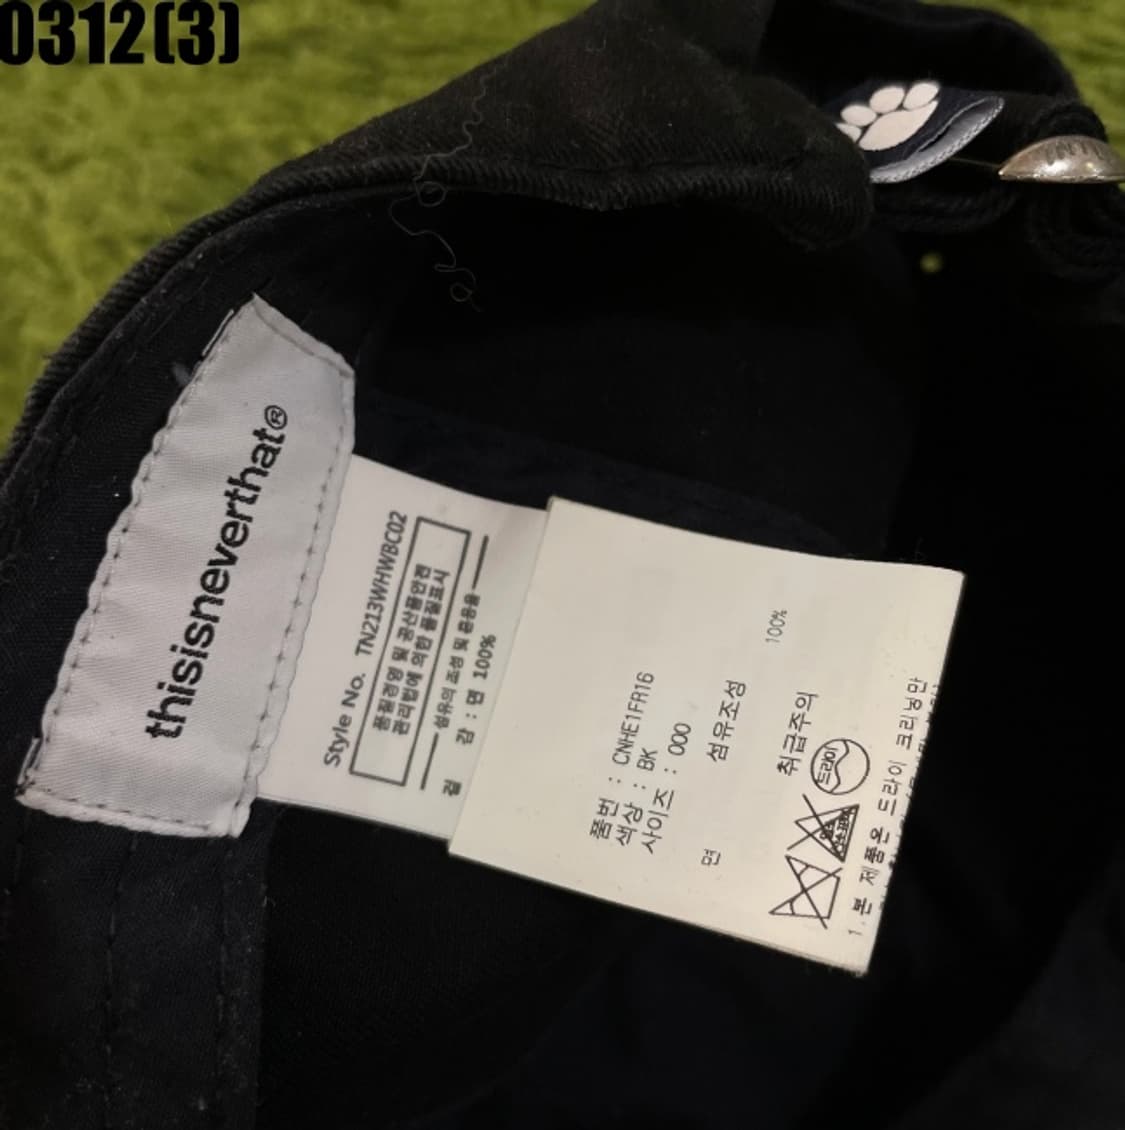 0312(3)
thisisneverthat®
Style No. TN213WHWBC02
품질경영 및 공산품안전
관리법에 의한 품질표시
섬유의 조성 및 혼용율
겉 감 : 면 100%
품번 : CNHE1FA16
색상 : BK
사이즈 : 000
섬유조성
면 100%
취급주의
드라이
1. 본 제품은 드라이 크리닝만